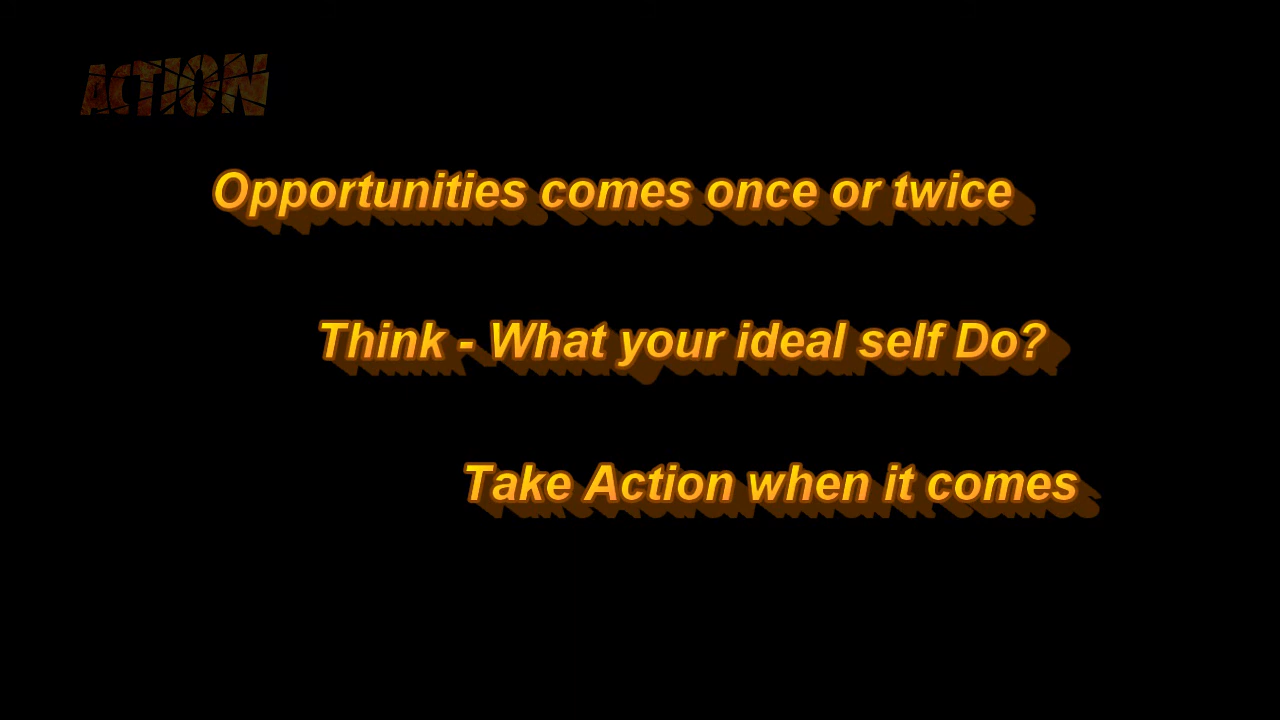 ACTION
Opportunities comes once or twice
Think - What your ideal self Do?
Take Action when it comes